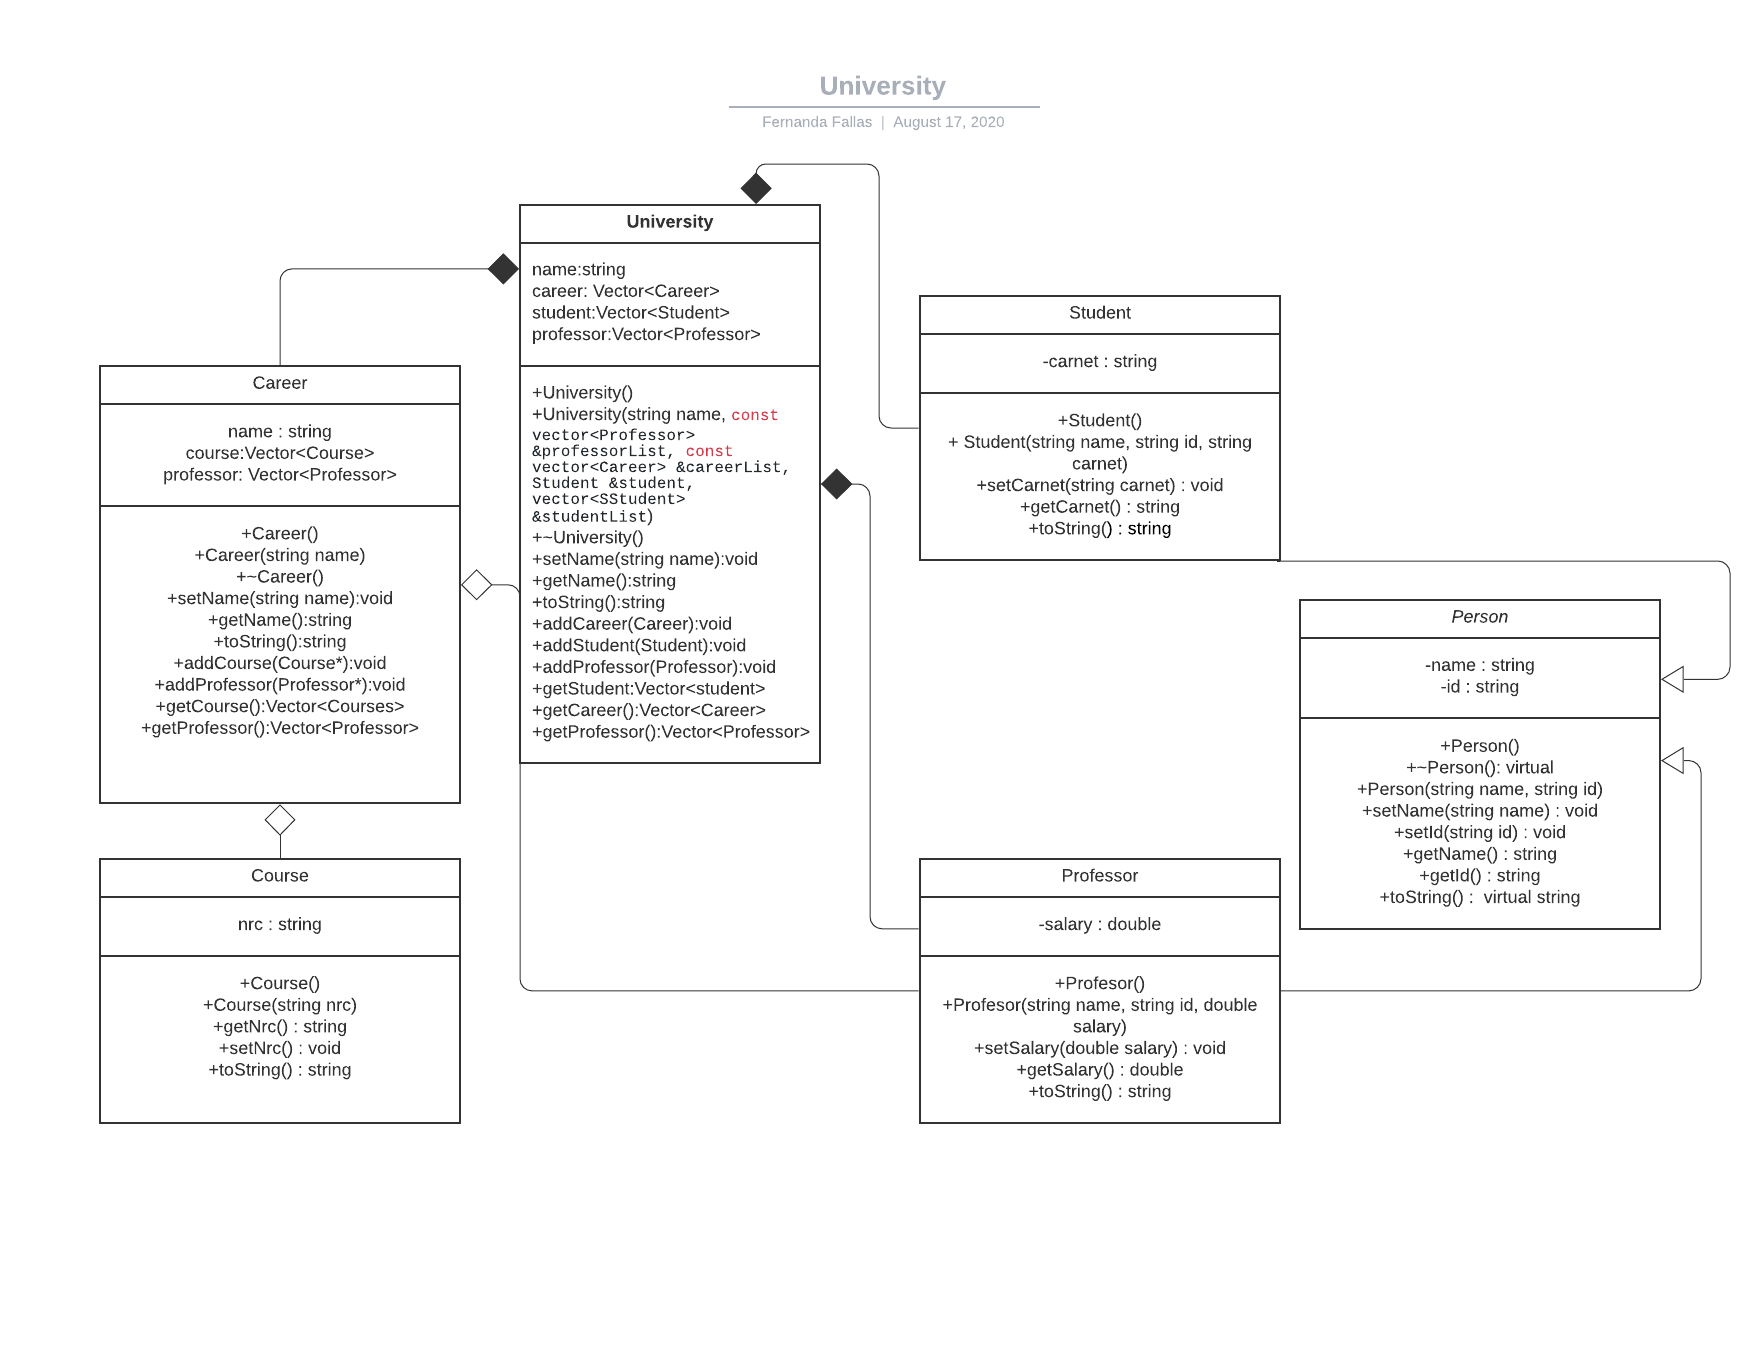 University
Fernanda Fallas | August 17, 2020
University
name:string
career: Vector<Career>
student:Vector<Student>
professor:Vector<Professor>
+University()
+University(string name, const
vector<Professor>
&professorList, const
vector<Career> &careerList,
Student &student,
vector<SStudent>
&studentList)
+~University()
+setName(string name):void
+getName():string
+toString():string
+addCareer(Career):void
+addStudent(Student):void
+addProfessor(Professor):void
+getStudent:Vector<student>
+getCareer():Vector<Career>
+getProfessor():Vector<Professor>
Student
-carnet : string
+Student()
+ Student(string name, string id, string
carnet)
+setCarnet(string carnet) : void
+getCarnet() : string
+toString() : string
Career
name : string
course:Vector<Course>
professor: Vector<Professor>
+Career()
+Career(string name)
+~Career()
+setName(string name):void
+getName():string
+toString():string
+addCourse(Course*):void
+addProfessor(Professor*):void
+getCourse():Vector<Courses>
+getProfessor():Vector<Professor>
Person
-name : string
-id : string
+Person()
+~Person(): virtual
+Person(string name, string id)
+setName(string name) : void
+setId(string id) : void
+getName() : string
+getId() : string
+toString() :  virtual string
Course
nrc : string
+Course()
+Course(string nrc)
+getNrc() : string
+setNrc() : void
+toString() : string
Professor
-salary : double
+Profesor()
+Profesor(string name, string id, double
salary)
+setSalary(double salary) : void
+getSalary() : double
+toString() : string